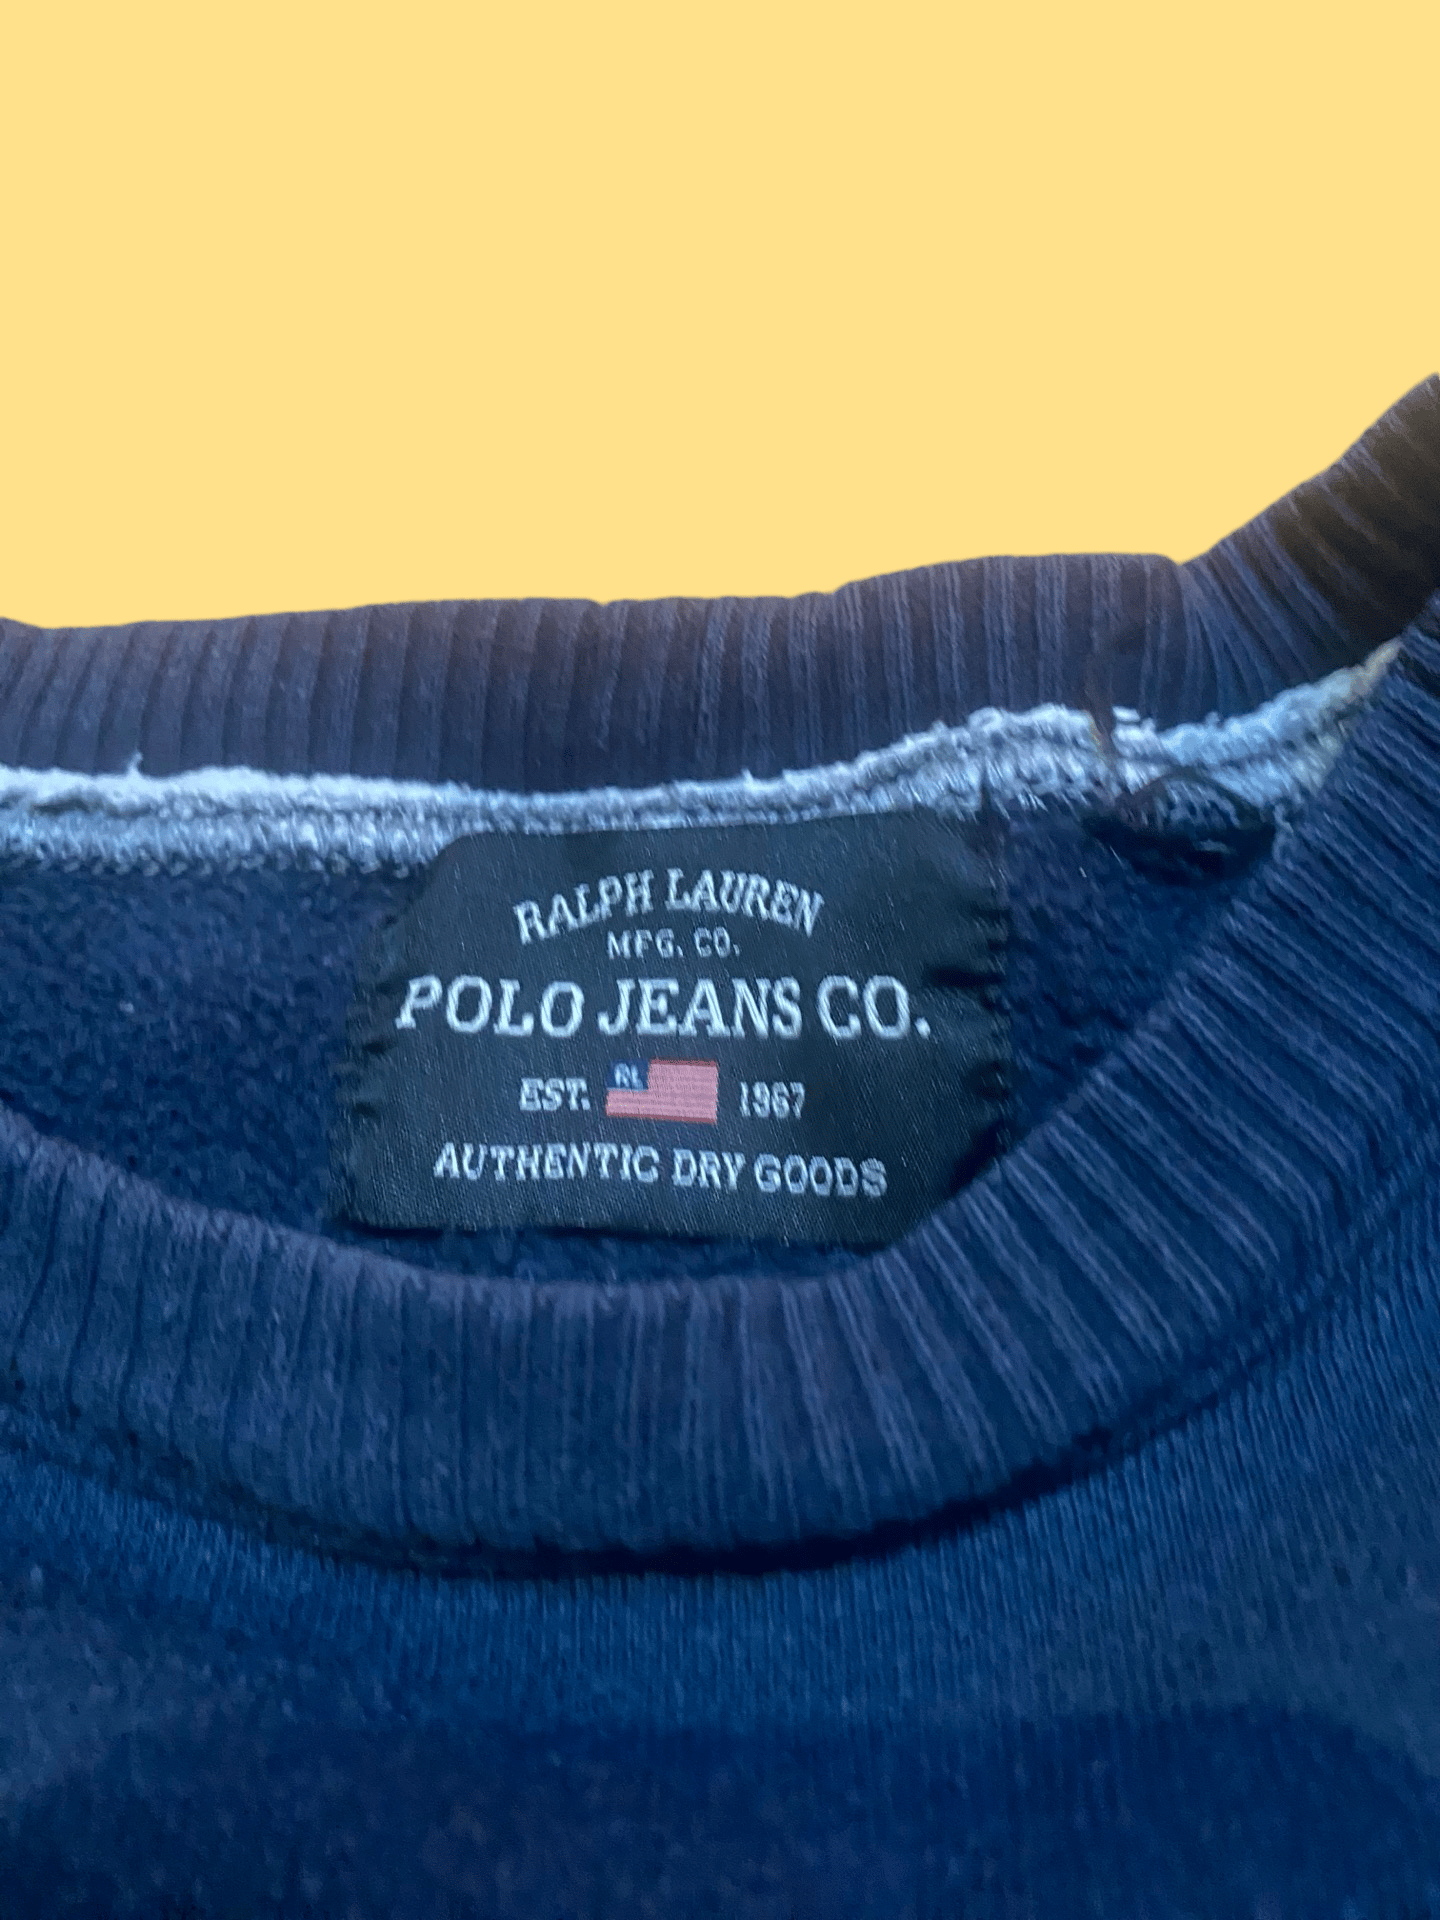 RALPH LAUREN
MFG. CO.
POLO JEANS CO.
EST. RL 1967
AUTHENTIC DRY GOODS